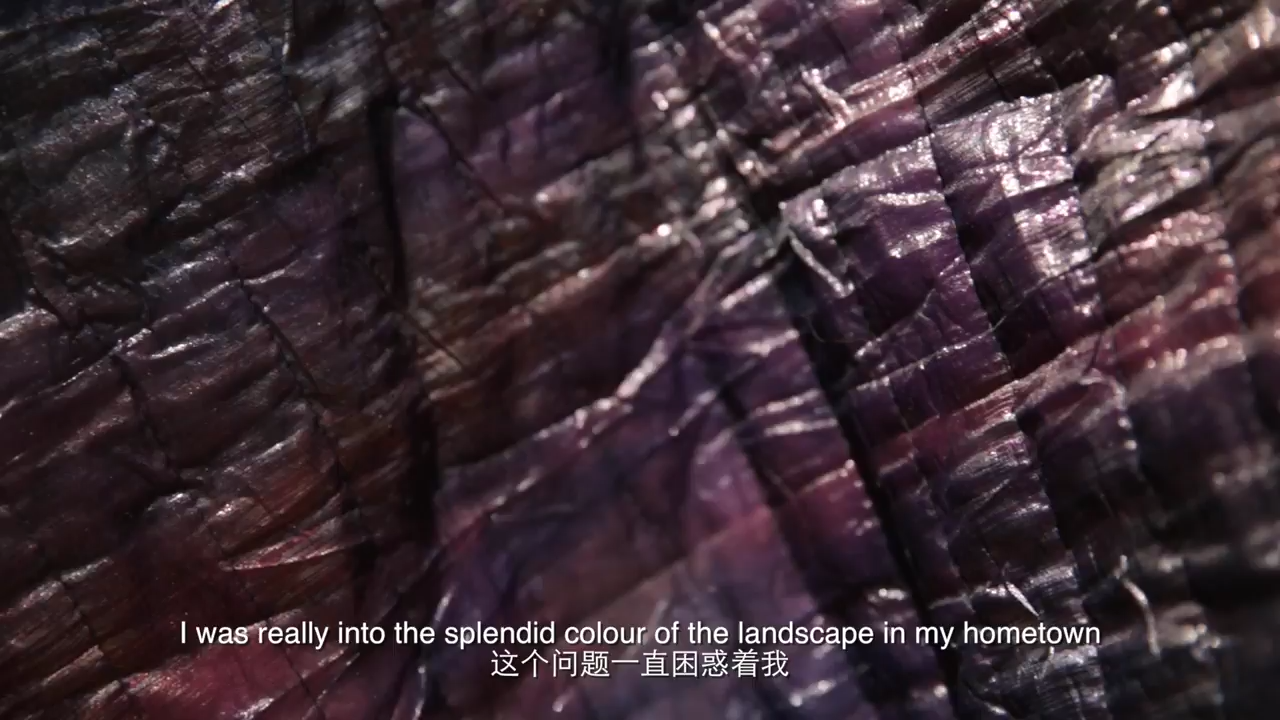 I was really into the splendid colour of the landscape in my hometown
这个问题一直困惑着我